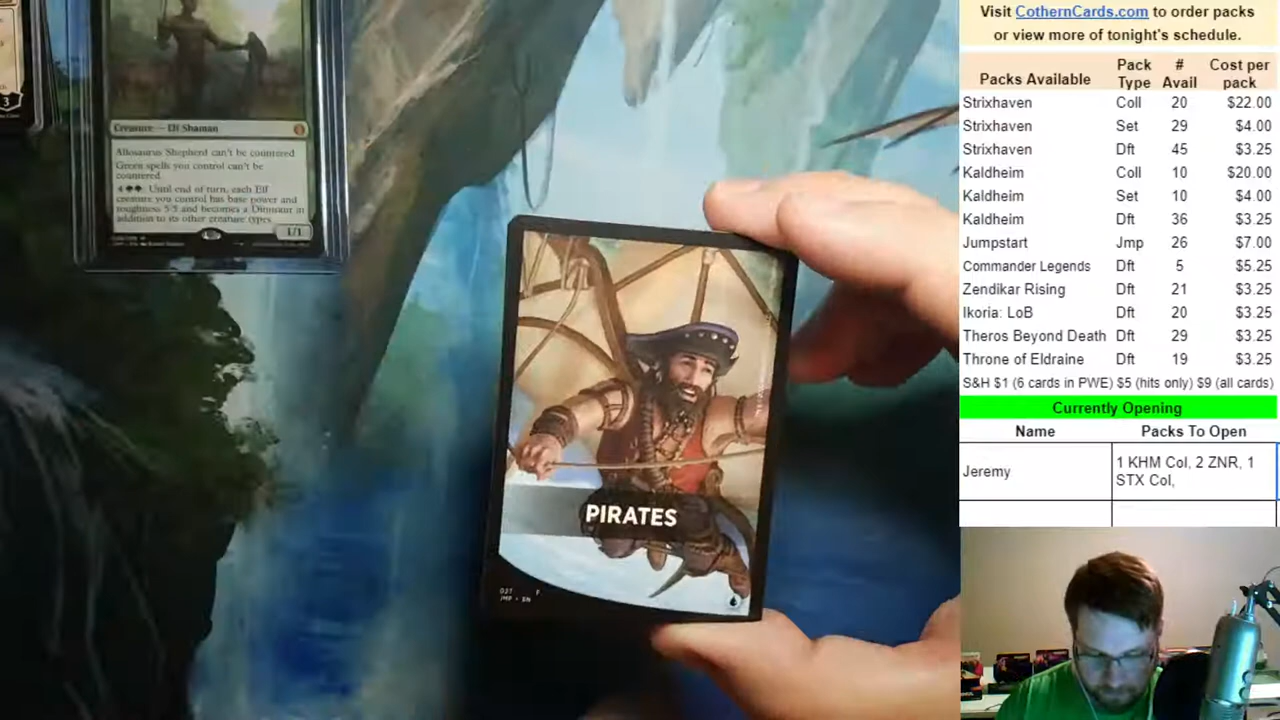 3
Creature — Elf Shaman
Allosaurus Shepherd can't be countered.
Green spells you control can't be
countered.
4 : Until end of turn, each Elf
creature you control has base power and
toughness 5/5 and becomes a Dinosaur in
addition to its other creature types.
1/1
PIRATES
027 F
JMP • EN
Visit CothernCards.com to order packs
or view more of tonight's schedule.
Packs Available Pack Type # Avail Cost per pack
Strixhaven Coll 20 $22.00
Strixhaven Set 29 $4.00
Strixhaven Dft 45 $3.25
Kaldheim Coll 10 $20.00
Kaldheim Set 10 $4.00
Kaldheim Dft 36 $3.25
Jumpstart Jmp 26 $7.00
Commander Legends Dft 5 $5.25
Zendikar Rising Dft 21 $3.25
Ikoria: LoB Dft 20 $3.25
Theros Beyond Death Dft 29 $3.25
Throne of Eldraine Dft 19 $3.25
S&H $1 (6 cards in PWE) $5 (hits only) $9 (all cards)
Currently Opening
Name Packs To Open
Jeremy 1 KHM Col, 2 ZNR, 1
STX Col,